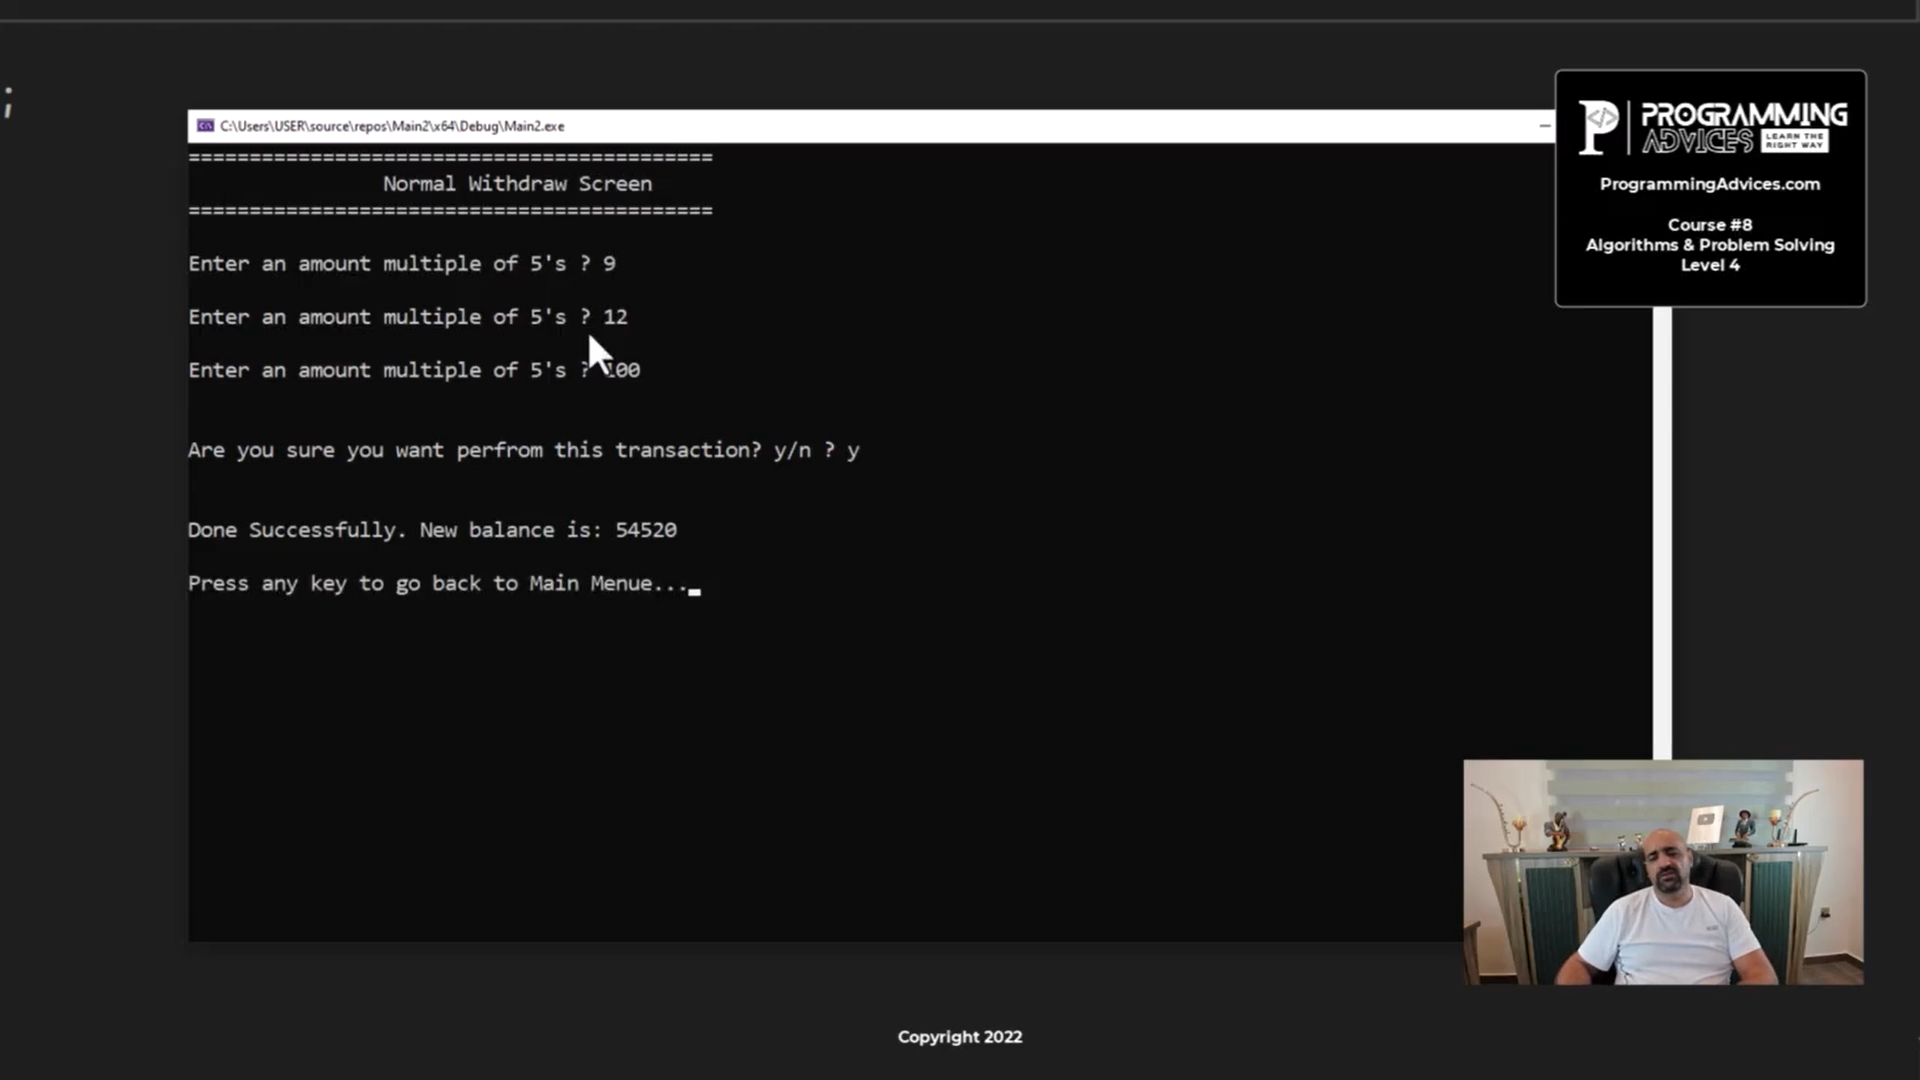 ;
C:\Users\USER\source\repos\Main2\x64\Debug\Main2.exe
===========================================
Normal Withdraw Screen
===========================================
Enter an amount multiple of 5's ? 9
Enter an amount multiple of 5's ? 12
Enter an amount multiple of 5's ? 100
Are you sure you want perfrom this transaction? y/n ? y
Done Successfully. New balance is: 54520
Press any key to go back to Main Menue...
PROGRAMMING
ADVICES LEARN THE RIGHT WAY
ProgrammingAdvices.com
Course #8
Algorithms & Problem Solving
Level 4
Copyright 2022